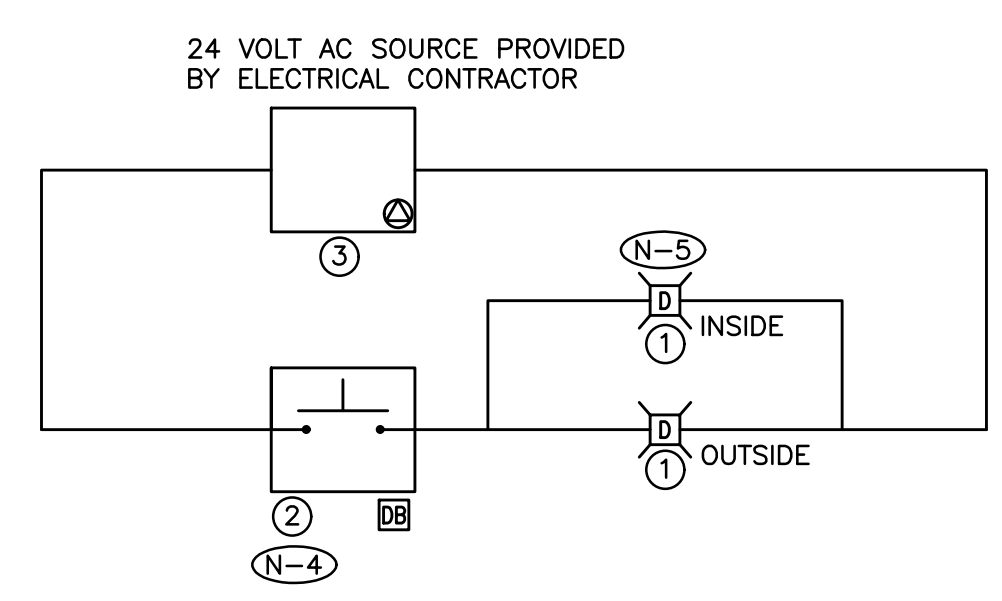 24 VOLT AC SOURCE PROVIDED
BY ELECTRICAL CONTRACTOR
3
N-5
D
INSIDE
1
D
OUTSIDE
1
2
DB
N-4